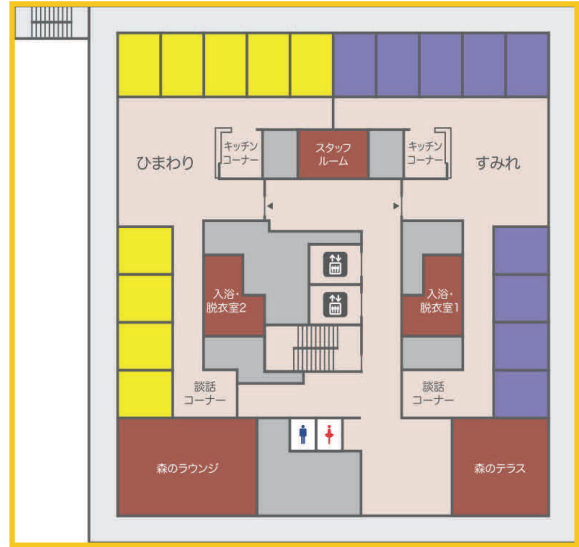 キッチン
コーナー
スタッフ
ルーム
キッチン
コーナー
ひまわり
すみれ
入浴・
脱衣室2
入浴・
脱衣室1
談話
コーナー
談話
コーナー
森のラウンジ
森のテラス